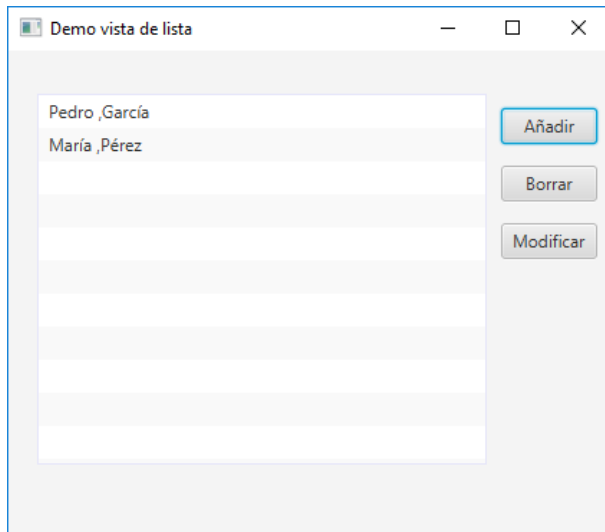 Demo vista de lista
Pedro ,García
María ,Pérez
Añadir
Borrar
Modificar